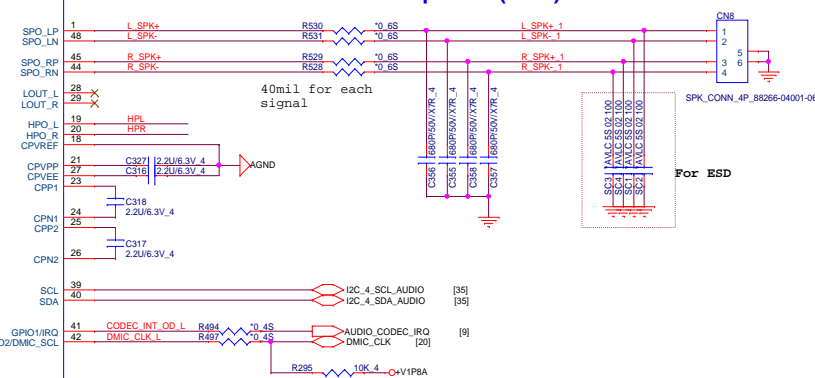 CN8
SPO_LP 1 L_SPK+ R530 *0_6S L_SPK+_1 1
SPO_LN 48 L_SPK- R531 *0_6S L_SPK-_1 2
5
SPO_RP 45 R_SPK+ R529 *0_6S R_SPK+_1 3 6
SPO_RN 44 R_SPK- R528 *0_6S R_SPK-_1 4
LOUT_L 28
LOUT_R 29
40mil for each
signal
SPK_CONN_4P_88266-04001-06
HPO_L 19 HPL
HPO_R 20 HPR
CPVREF 18
C356 680P/50V/X7R_4
C355 680P/50V/X7R_4
C358 680P/50V/X7R_4
C357 680P/50V/X7R_4
SC3 AVLC 5S 02 100
SC4 AVLC 5S 02 100
SC1 AVLC 5S 02 100
SC2 AVLC 5S 02 100
For ESD
CPVPP 21 C327 2.2U/6.3V_4 AGND
CPVEE 27 C316 2.2U/6.3V_4
CPP1 23
C318
2.2U/6.3V_4
CPN1 24
CPP2 25
C317
2.2U/6.3V_4
CPN2 26
SCL 39 I2C_4_SCL_AUDIO [35]
SDA 40 I2C_4_SDA_AUDIO [35]
GPIO1/IRQ 41 CODEC_INT_OD_L R494 *0_4S AUDIO_CODEC_IRQ [9]
O2/DMIC_SCL 42 DMIC_CLK_L R497 *0_4S DMIC_CLK [20]
R295 10K_4 +V1P8A